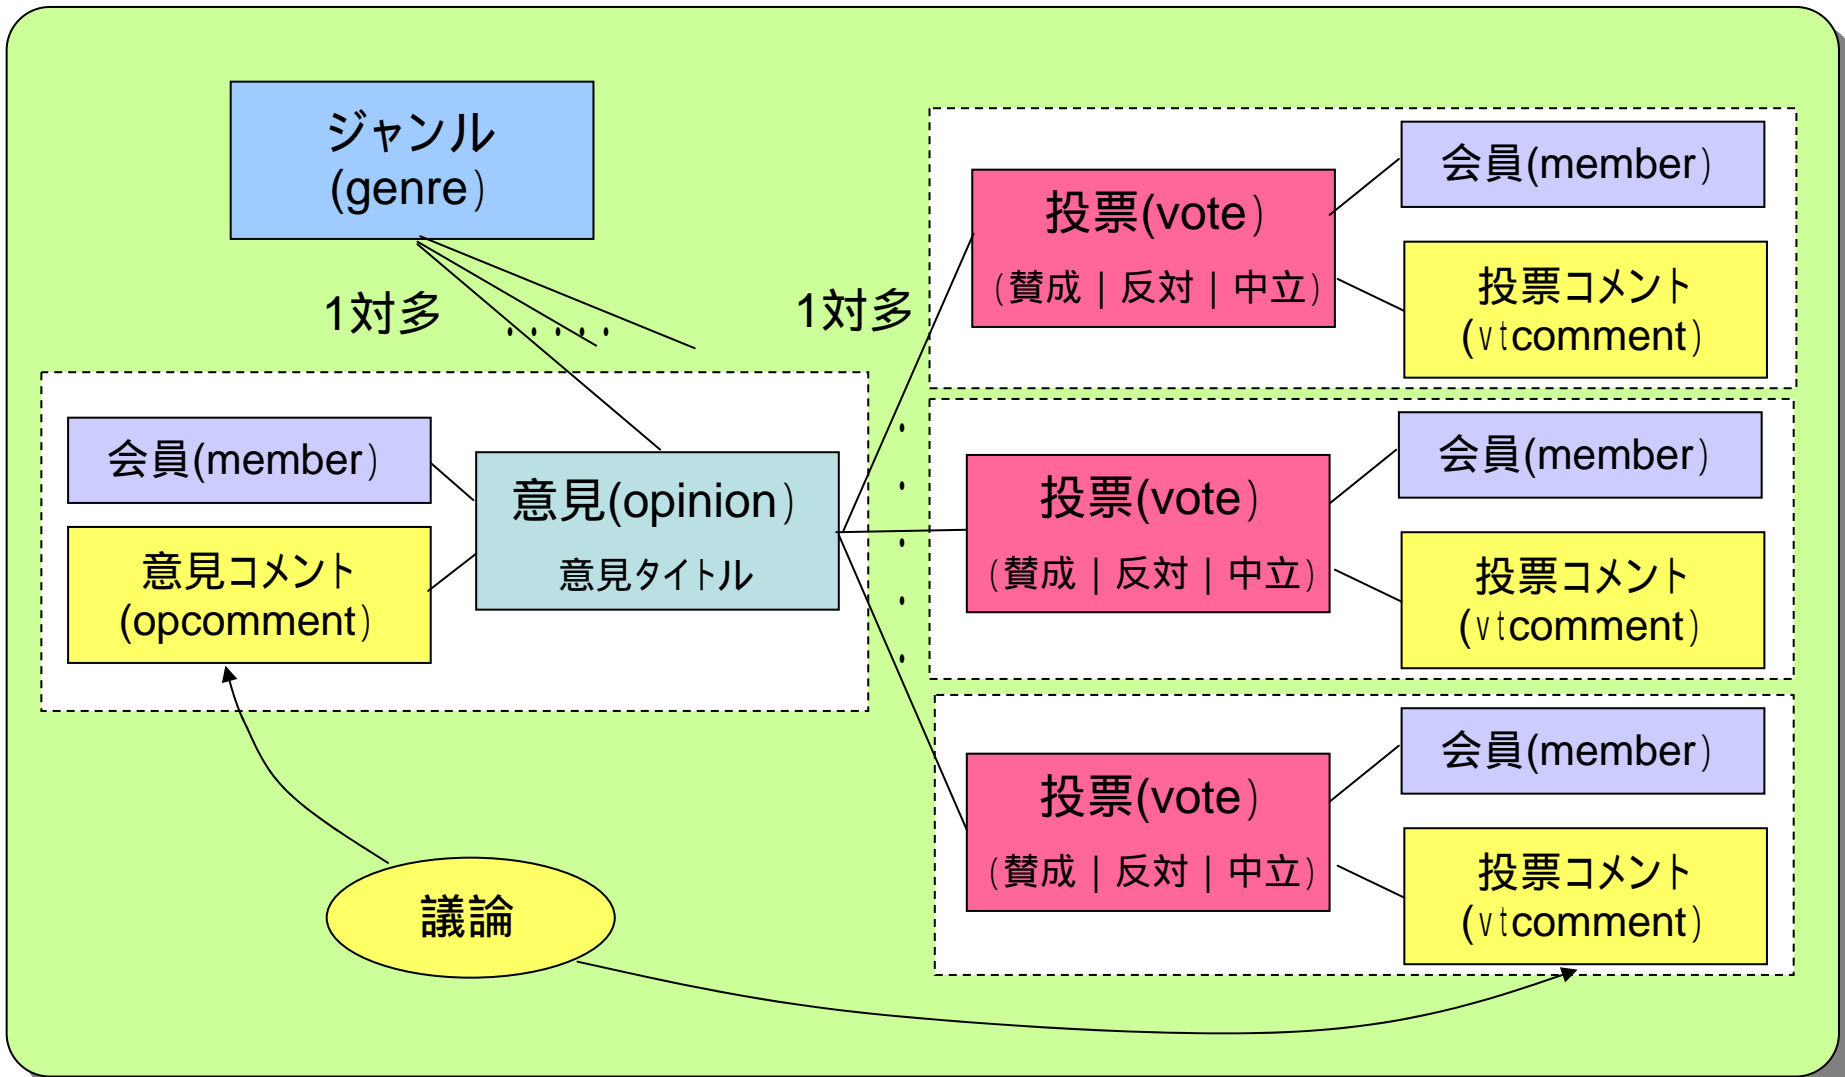 ジャンル
(genre)
1対多
・・・・・
1対多
会員(member)
意見コメント
(opcomment)
意見(opinion)
意見タイトル
議論
投票(vote)
(賛成|反対|中立)
会員(member)
投票コメント
(vtcomment)
投票(vote)
(賛成|反対|中立)
会員(member)
投票コメント
(vtcomment)
投票(vote)
(賛成|反対|中立)
会員(member)
投票コメント
(vtcomment)